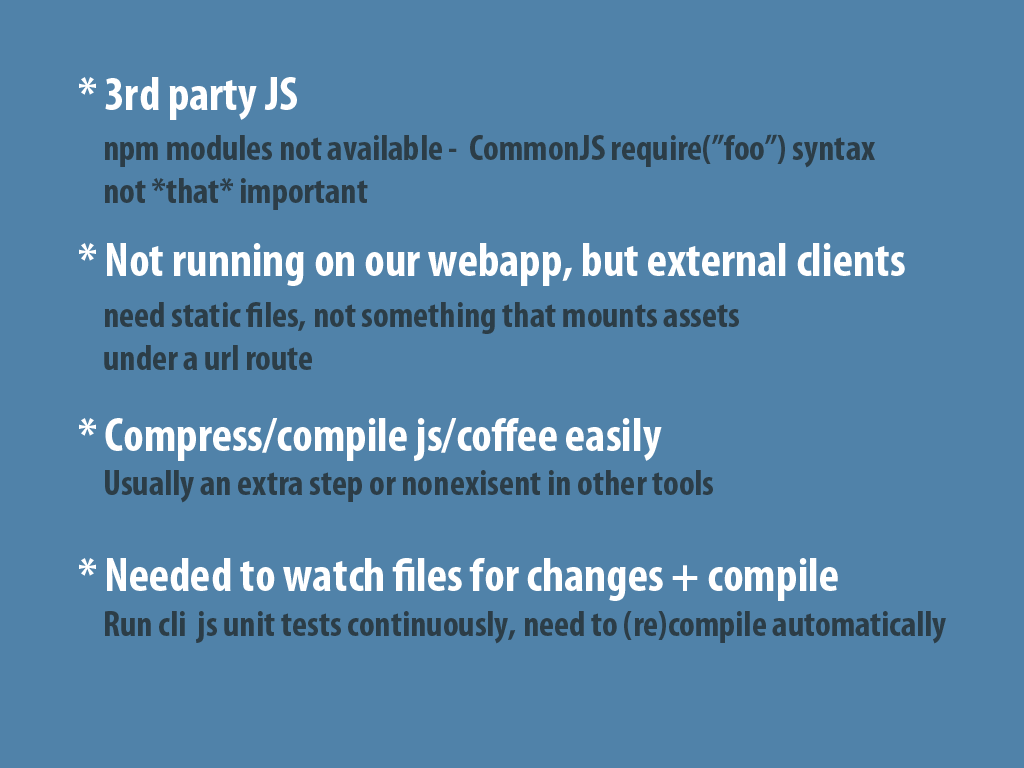 * 3rd party JS
npm modules not available -  CommonJS require(”foo”) syntax
not *that* important
* Not running on our webapp, but external clients
need static files, not something that mounts assets
under a url route
* Compress/compile js/coffee easily
Usually an extra step or nonexisent in other tools
* Needed to watch files for changes + compile
Run cli  js unit tests continuously, need to (re)compile automatically